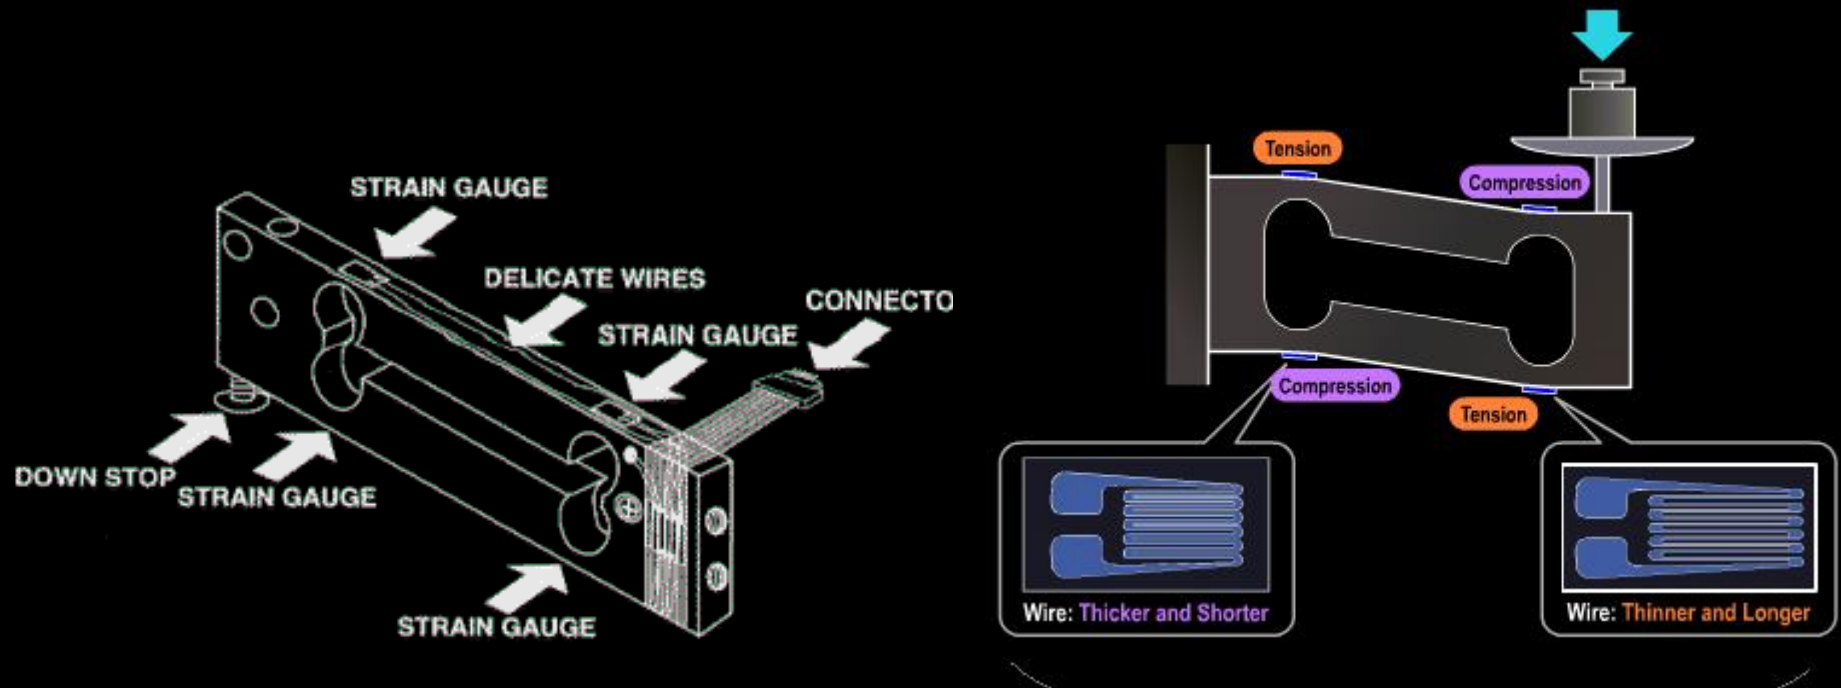 STRAIN GAUGE
DELICATE WIRES
CONNECTO
STRAIN GAUGE
DOWN STOP
STRAIN GAUGE
STRAIN GAUGE
Tension
Compression
Compression
Tension
Wire: Thicker and Shorter
Wire: Thinner and Longer